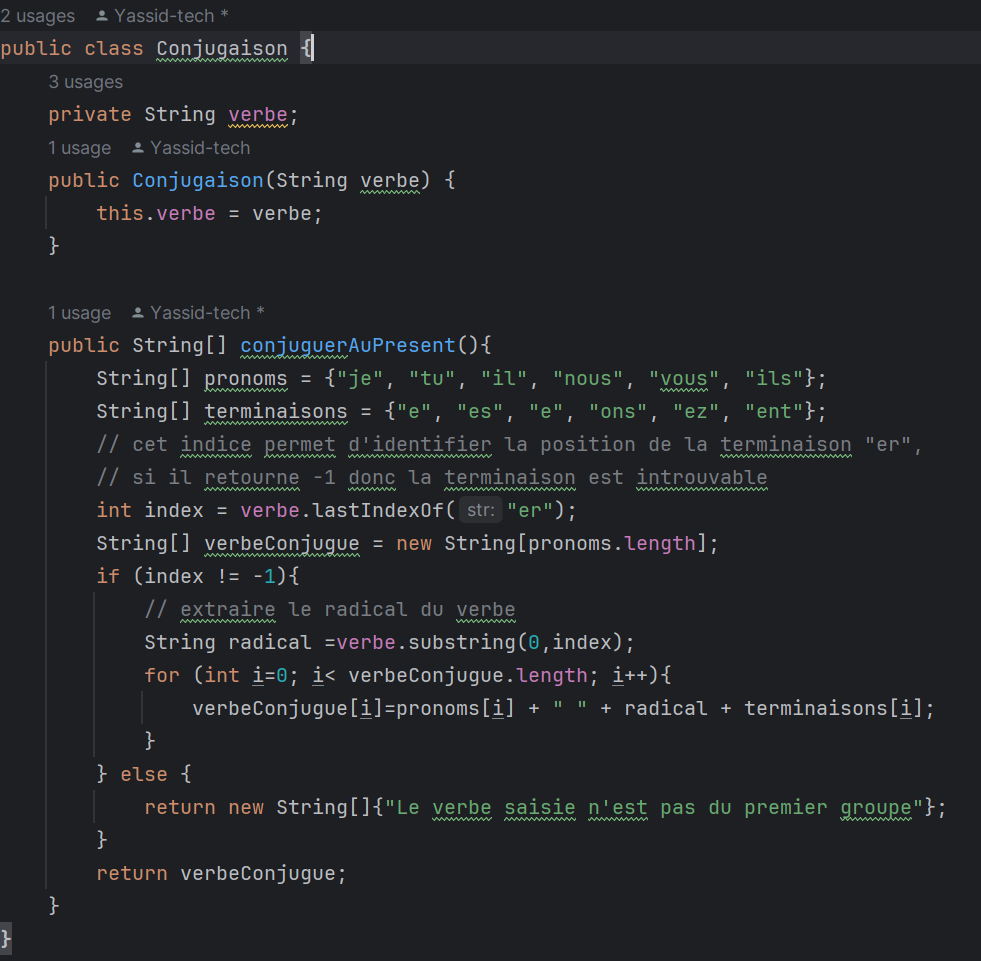 2 usages Yassid-tech *
public class Conjugaison {
3 usages
private String verbe;
1 usage Yassid-tech
public Conjugaison(String verbe) {
this.verbe = verbe;
}
1 usage Yassid-tech *
public String[] conjuguerAuPresent(){
String[] pronoms = {"je", "tu", "il", "nous", "vous", "ils"};
String[] terminaisons = {"e", "es", "e", "ons", "ez", "ent"};
// cet indice permet d'identifier la position de la terminaison "er",
// si il retourne -1 donc la terminaison est introuvable
int index = verbe.lastIndexOf( str: "er");
String[] verbeConjugue = new String[pronoms.length];
if (index != -1){
// extraire le radical du verbe
String radical =verbe.substring(0,index);
for (int i=0; i< verbeConjugue.length; i++){
verbeConjugue[i]=pronoms[i] + " " + radical + terminaisons[i];
}
} else {
return new String[]{"Le verbe saisie n'est pas du premier groupe"};
}
return verbeConjugue;
}
}